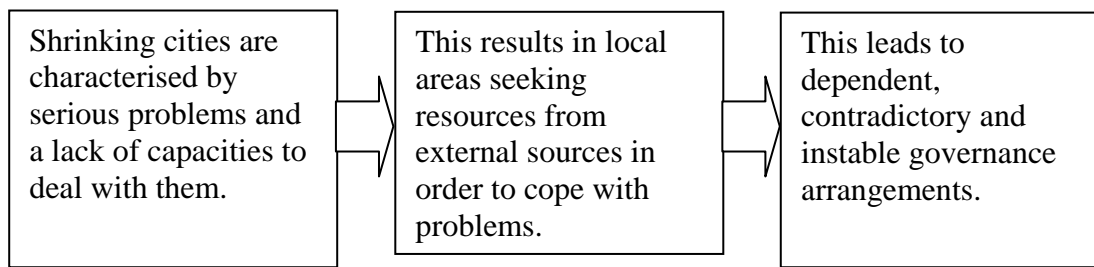 Shrinking cities are
characterised by
serious problems and
a lack of capacities to
deal with them.
This results in local
areas seeking
resources from
external sources in
order to cope with
problems.
This leads to
dependent,
contradictory and
instable governance
arrangements.